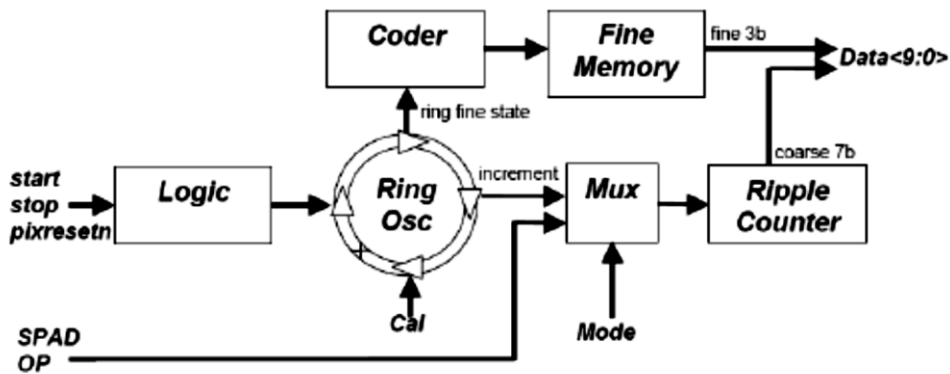 Coder
Fine
Memory
fine 3b
Data<9:0>
ring fine state
coarse 7b
start
stop
pixresetn
Logic
Ring
Osc
increment
Mux
Ripple
Counter
Cal
Mode
SPAD
OP